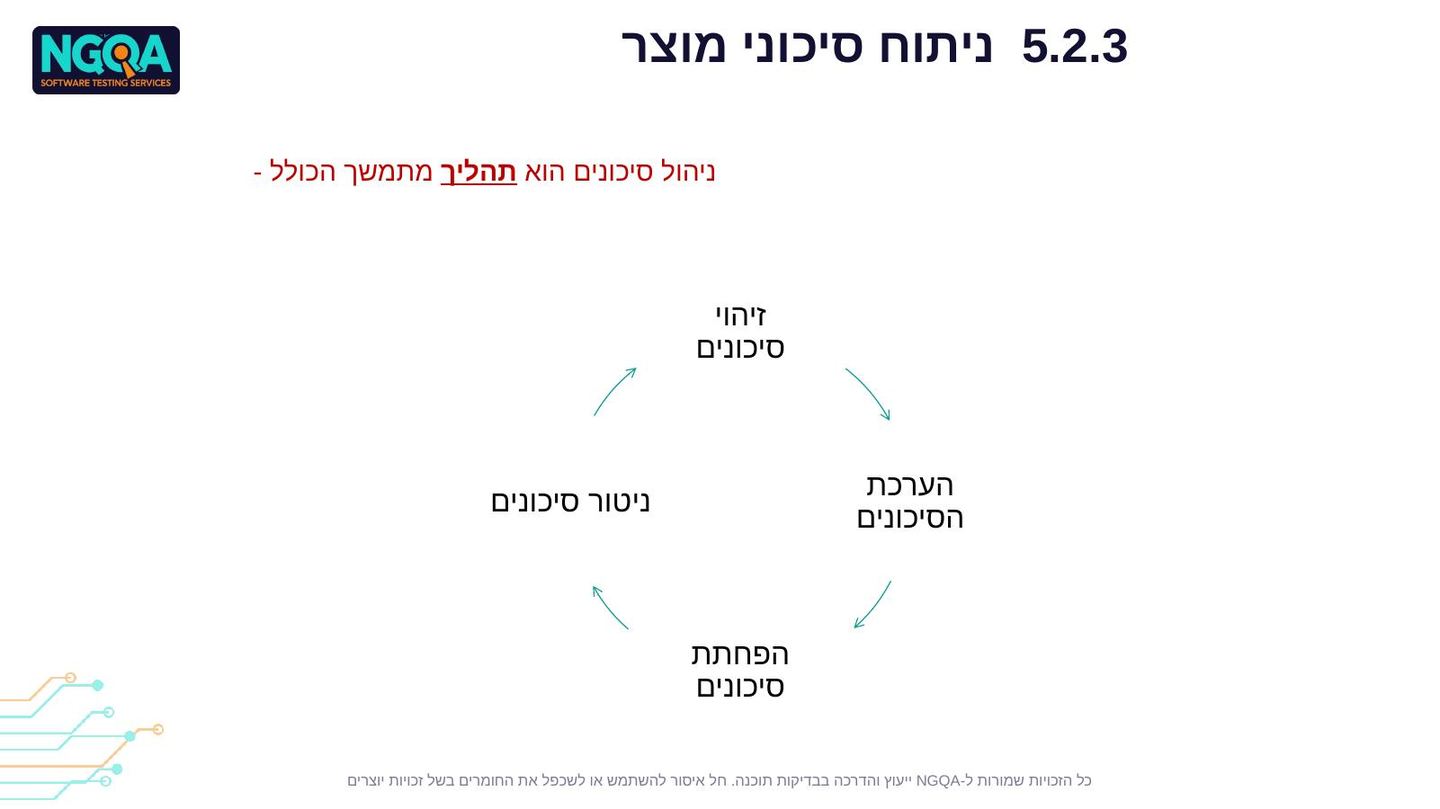 NGQA
SOFTWARE TESTING SERVICES
5.2.3 ניתוח סיכוני מוצר
ניהול סיכונים הוא תהליך מתמשך הכולל -
זיהוי
סיכונים
הערכת
הסיכונים
ניטור סיכונים
הפחתת
סיכונים
כל הזכויות שמורות ל-NGQA ייעוץ והדרכה בבדיקות תוכנה. חל איסור להשתמש או לשכפל את החומרים בשל זכויות יוצרים